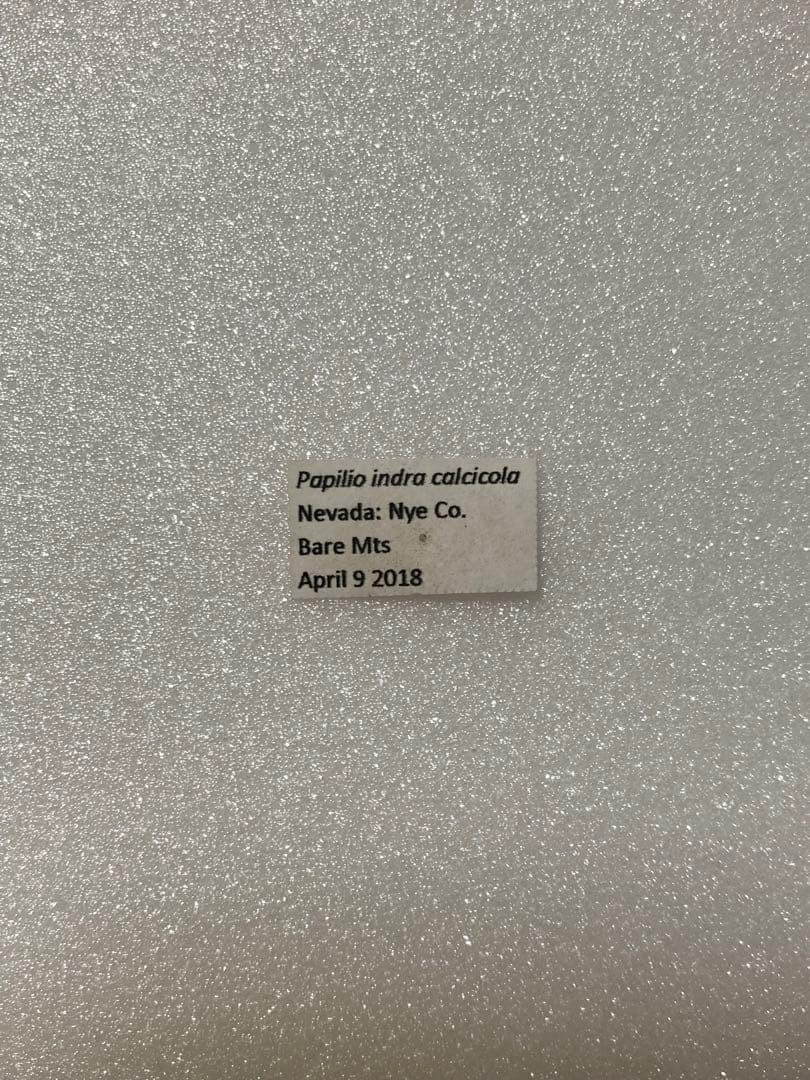 Papilio indra calcicola
Nevada: Nye Co.
Bare Mts
April 9 2018